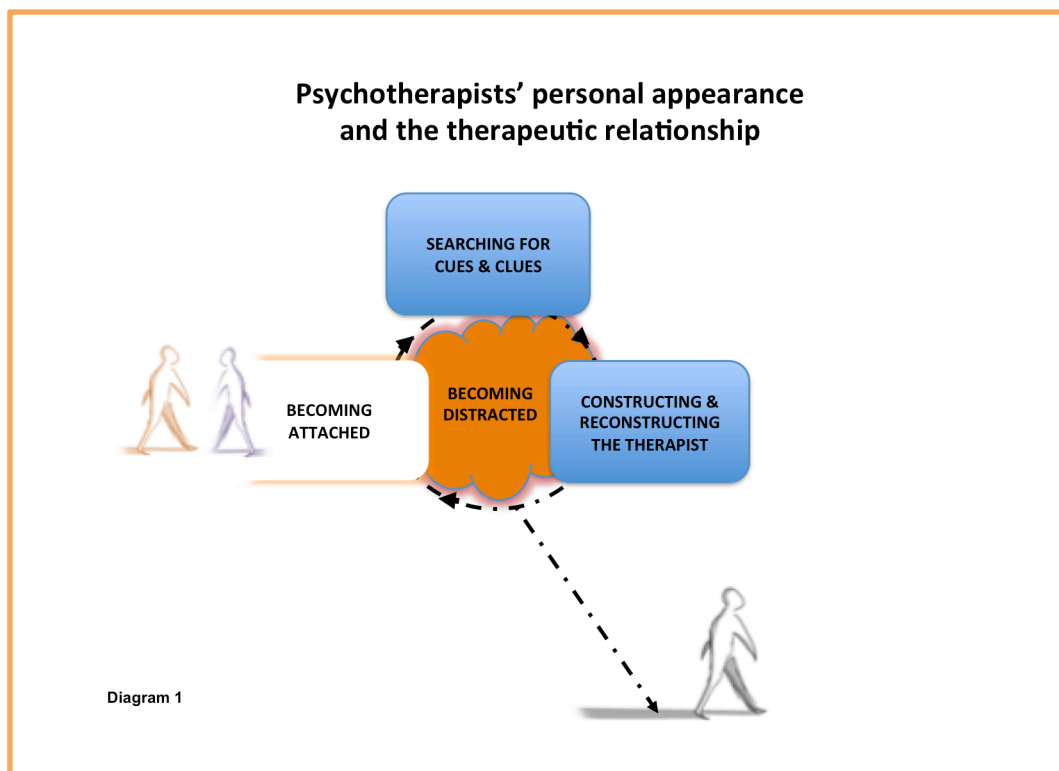 Psychotherapists’ personal appearance
and the therapeutic relationship
SEARCHING FOR
CUES & CLUES
BECOMING
ATTACHED
BECOMING
DISTRACTED
CONSTRUCTING &
RECONSTRUCTING
THE THERAPIST
Diagram 1